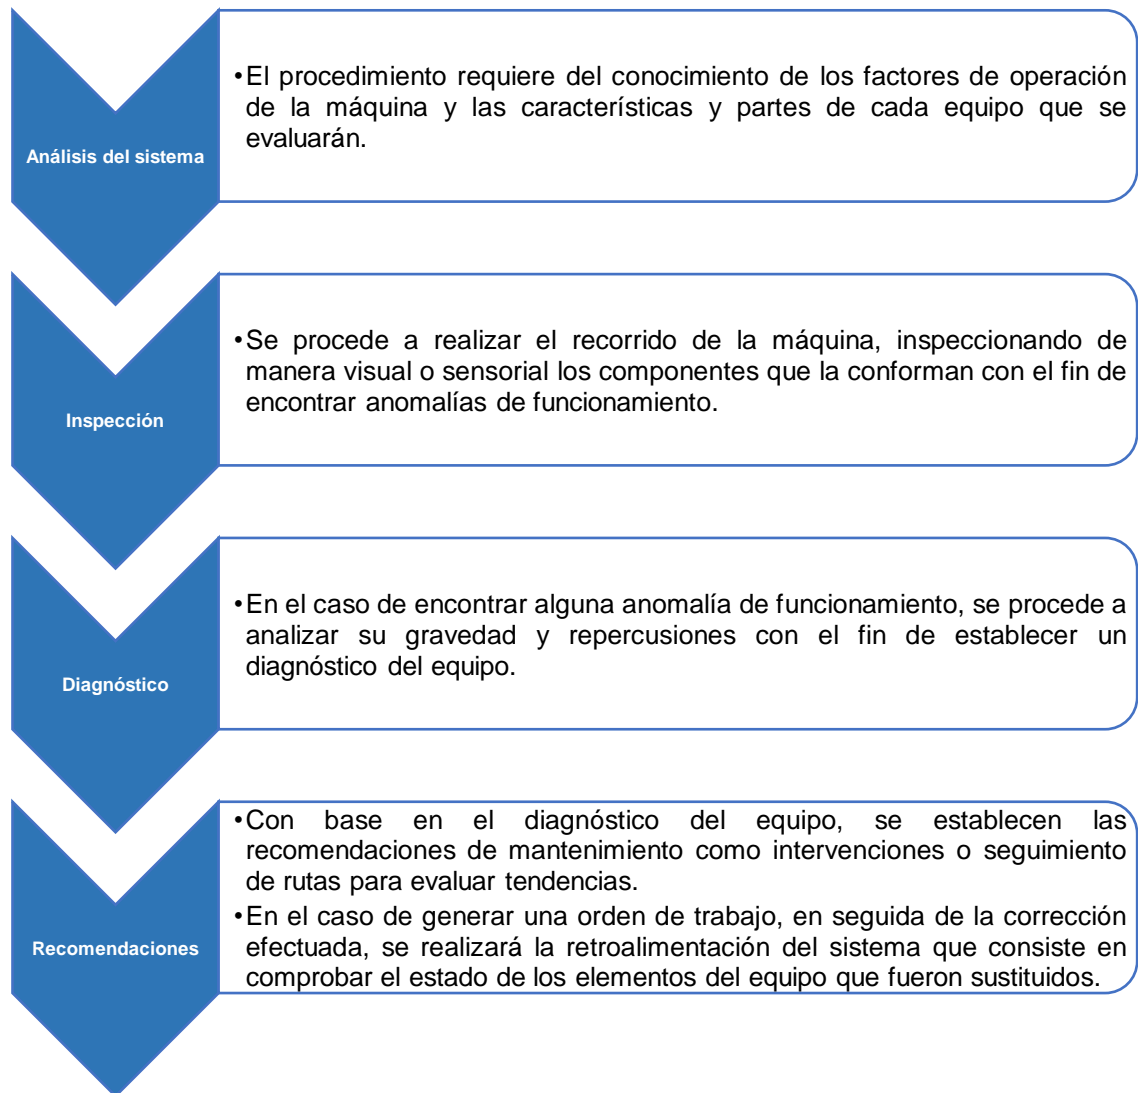 Análisis del sistema
•El procedimiento requiere del conocimiento de los factores de operación
de la máquina y las características y partes de cada equipo que se
evaluarán.
Inspección
•Se procede a realizar el recorrido de la máquina, inspeccionando de
manera visual o sensorial los componentes que la conforman con el fin de
encontrar anomalías de funcionamiento.
Diagnóstico
•En el caso de encontrar alguna anomalía de funcionamiento, se procede a
analizar su gravedad y repercusiones con el fin de establecer un
diagnóstico del equipo.
Recomendaciones
•Con base en el diagnóstico del equipo, se establecen las
recomendaciones de mantenimiento como intervenciones o seguimiento
de rutas para evaluar tendencias.
•En el caso de generar una orden de trabajo, en seguida de la corrección
efectuada, se realizará la retroalimentación del sistema que consiste en
comprobar el estado de los elementos del equipo que fueron sustituidos.